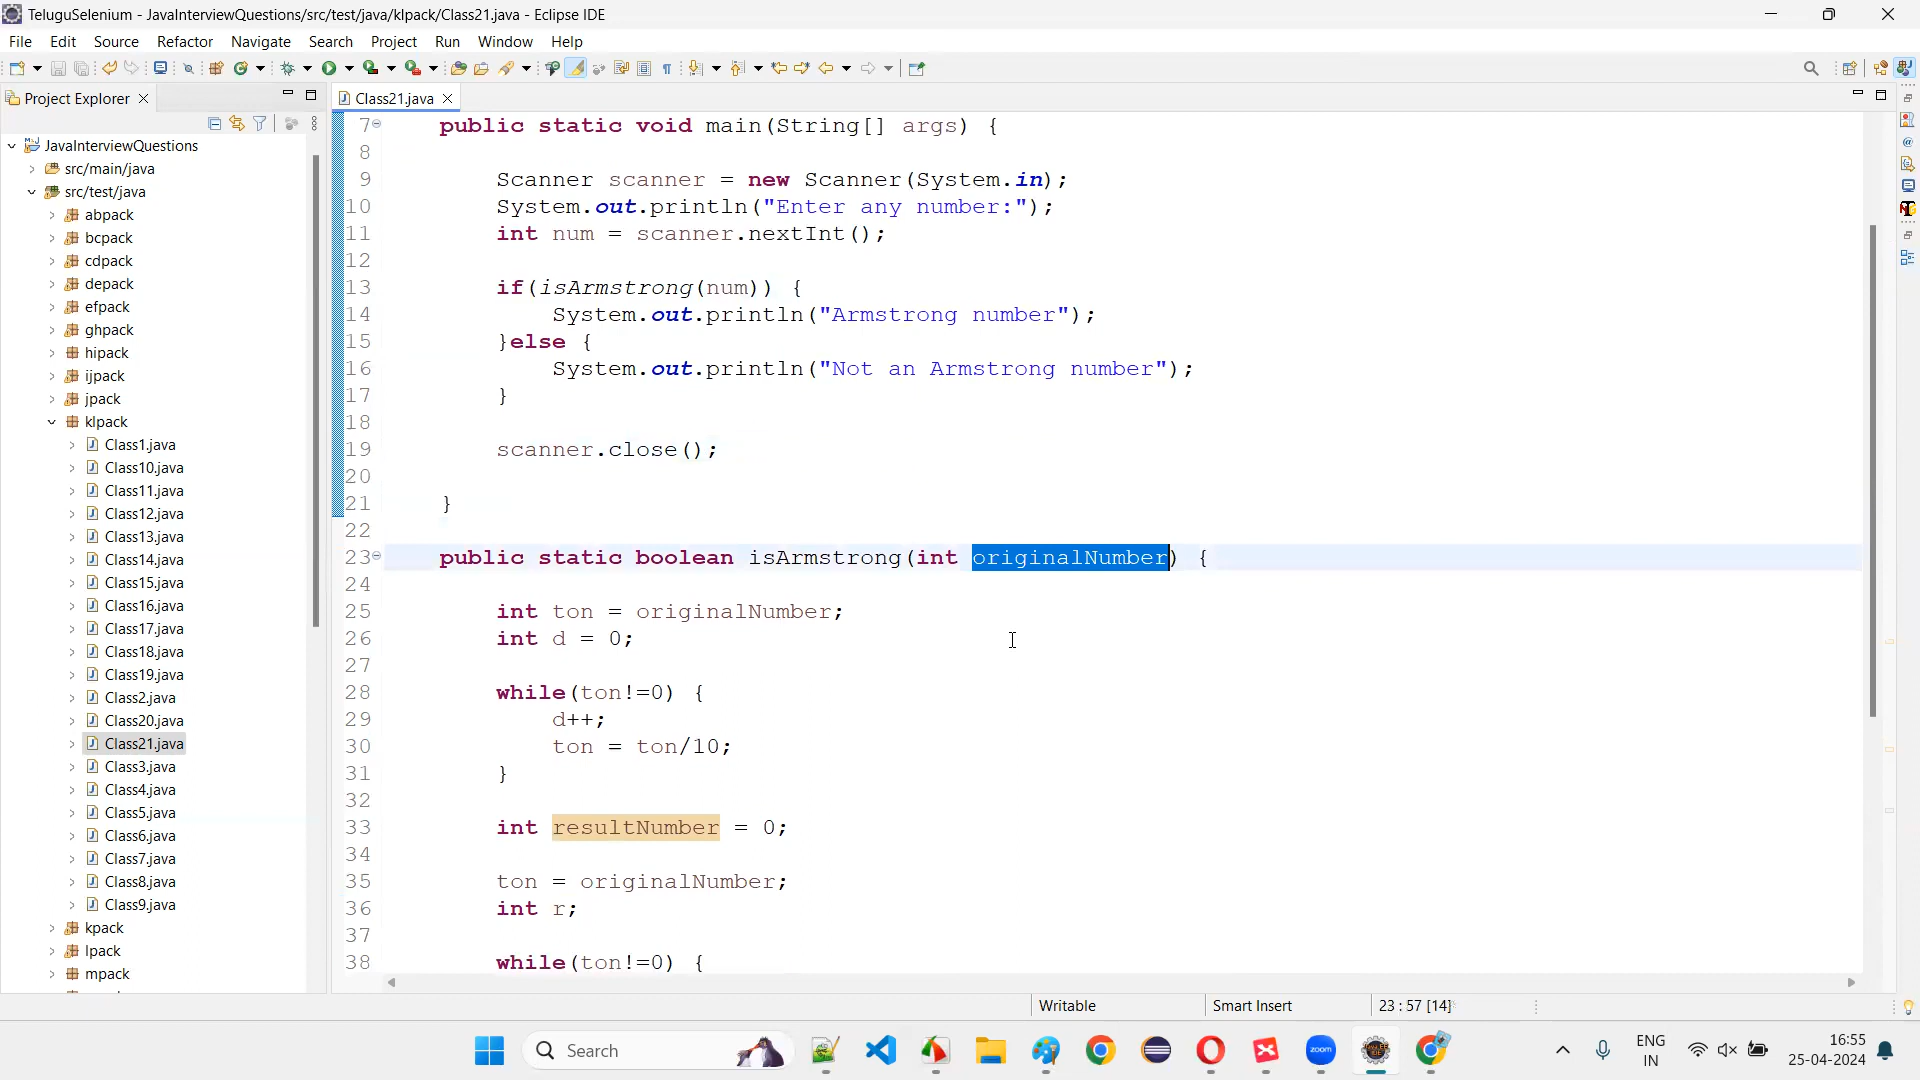 TeluguSelenium - JavaInterviewQuestions/src/test/java/klpack/Class21.java - Eclipse IDE
File Edit Source Refactor Navigate Search Project Run Window Help
Project Explorer
Class21.java
JavaInterviewQuestions
src/main/java
src/test/java
abpack
bcpack
cdpack
depack
efpack
ghpack
hipack
ijpack
jpack
klpack
Class1.java
Class10.java
Class11.java
Class12.java
Class13.java
Class14.java
Class15.java
Class16.java
Class17.java
Class18.java
Class19.java
Class2.java
Class20.java
Class21.java
Class3.java
Class4.java
Class5.java
Class6.java
Class7.java
Class8.java
Class9.java
kpack
lpack
mpack
7 public static void main(String[] args) {
8
9 Scanner scanner = new Scanner(System.in);
10 System.out.println("Enter any number:");
11 int num = scanner.nextInt();
12
13 if(isArmstrong(num)) {
14 System.out.println("Armstrong number");
15 }else {
16 System.out.println("Not an Armstrong number");
17 }
18
19 scanner.close();
20
21 }
22
23 public static boolean isArmstrong(int originalNumber) {
24
25 int ton = originalNumber;
26 int d = 0;
27
28 while(ton!=0) {
29 d++;
30 ton = ton/10;
31 }
32
33 int resultNumber = 0;
34
35 ton = originalNumber;
36 int r;
37
38 while(ton!=0) {
Writable Smart Insert 23 : 57 [14]
Search
zoom
ENG
IN
16:55
25-04-2024